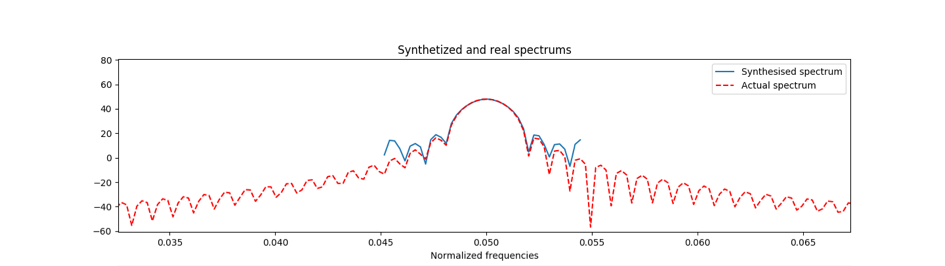 Synthetized and real spectrums
80
60
40
20
0
−20
−40
−60
Synthesised spectrum
Actual spectrum
0.035 0.040 0.045 0.050 0.055 0.060 0.065
Normalized frequencies